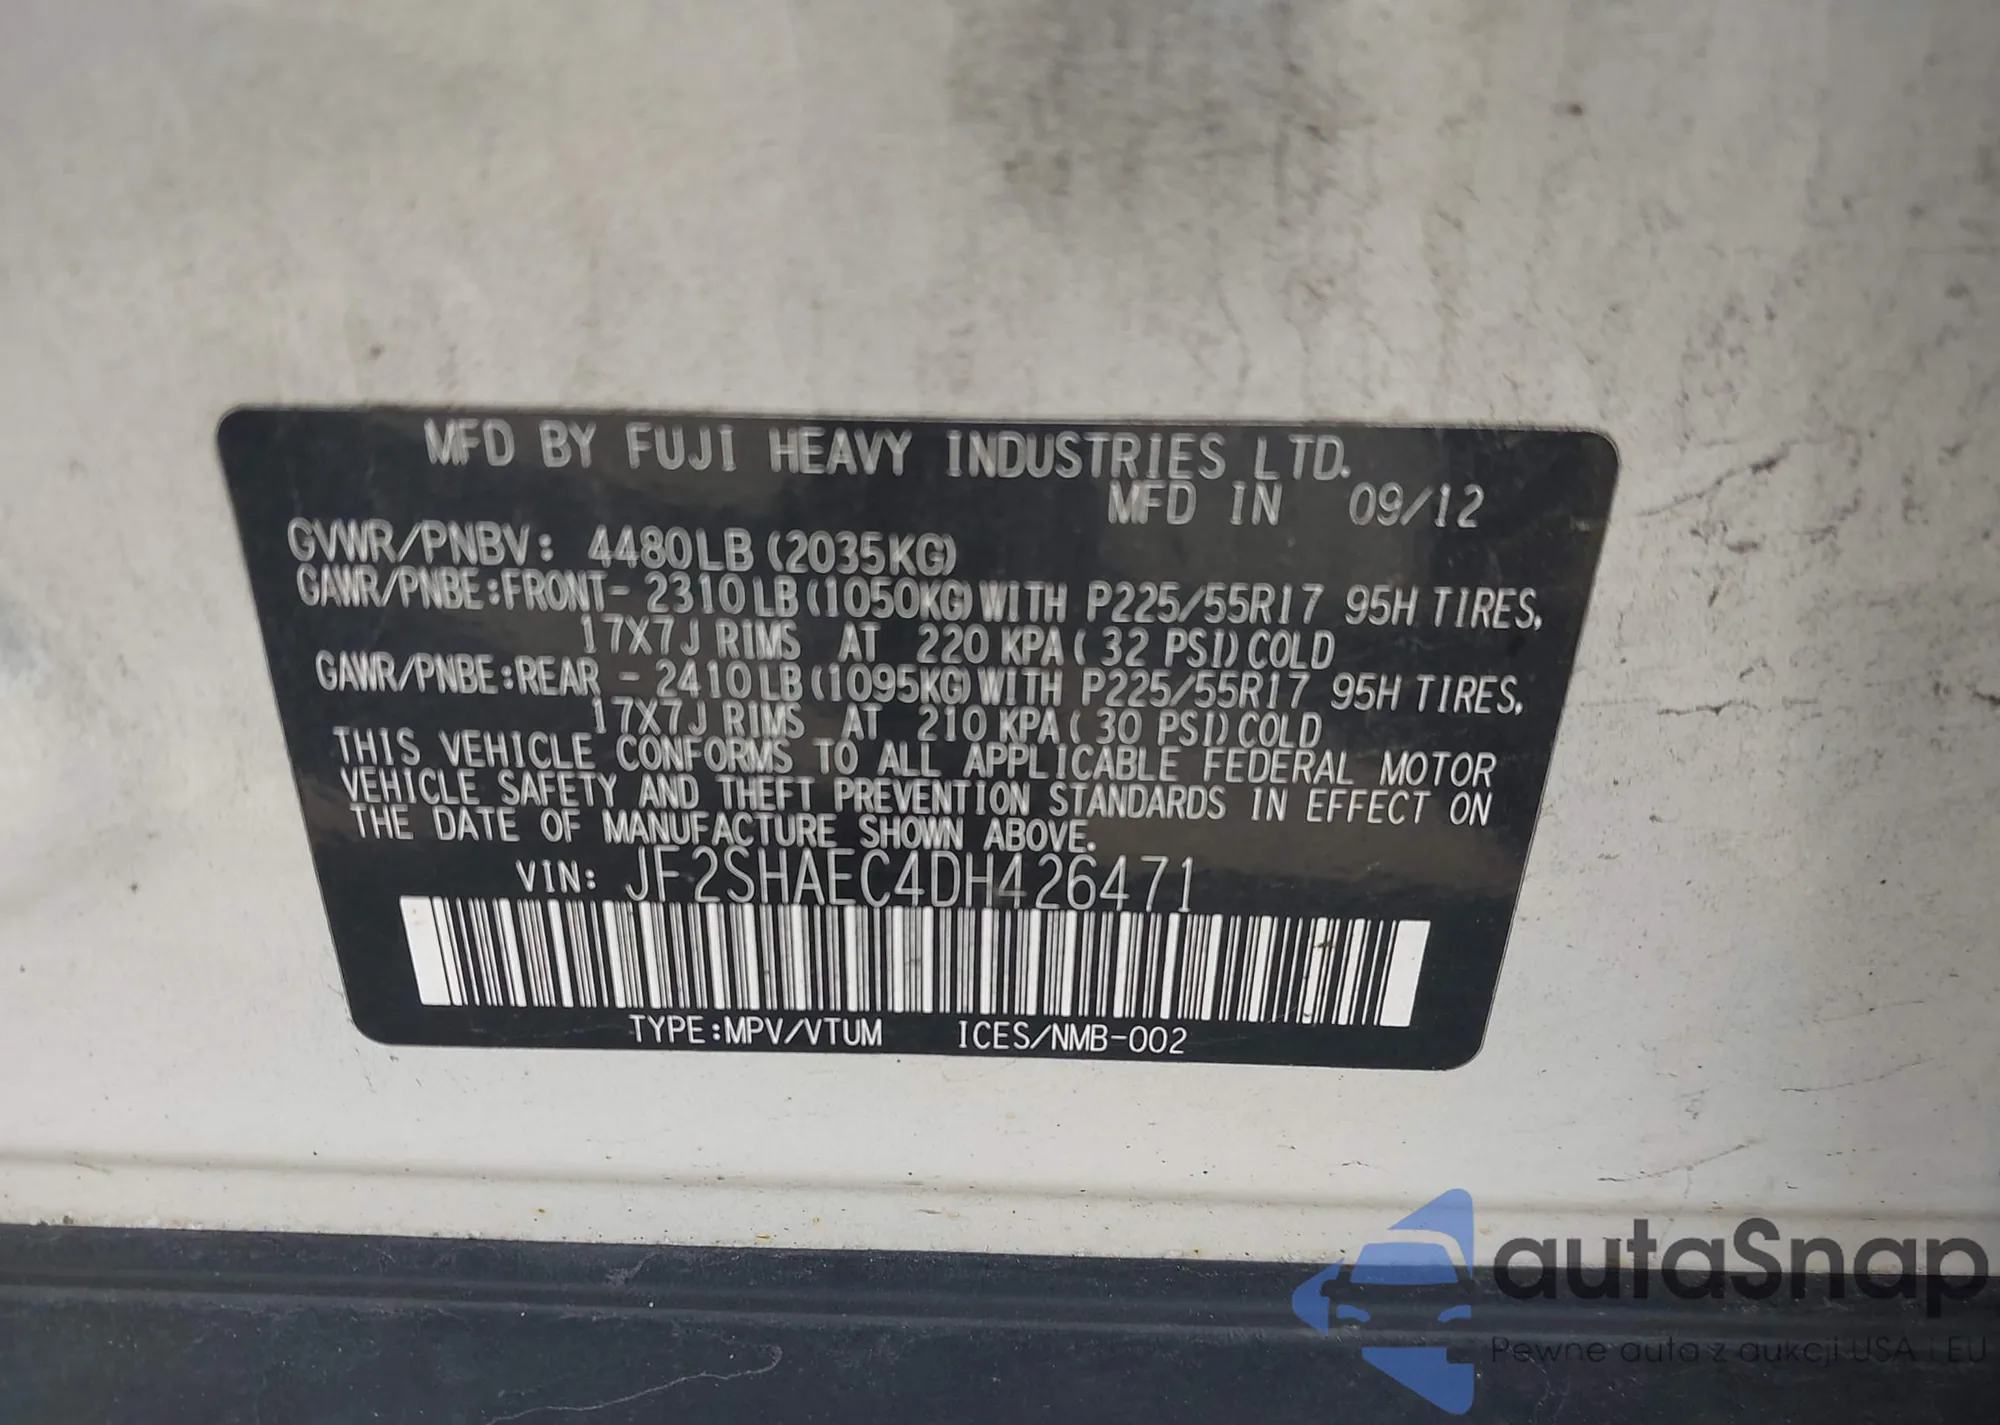 MFD BY FUJI HEAVY INDUSTRIES LTD.
MFD IN 09/12
GVWR/PNBV: 4480LB (2035KG)
GAWR/PNBE:FRONT- 2310LB(1050KG)WITH P225/55R17 95H TIRES,
17X7J RIMS AT 220 KPA( 32 PSI)COLD
GAWR/PNBE:REAR - 2410LB(1095KG)WITH P225/55R17 95H TIRES,
17X7J RIMS AT 210 KPA( 30 PSI)COLD
THIS VEHICLE CONFORMS TO ALL APPLICABLE FEDERAL MOTOR
VEHICLE SAFETY AND THEFT PREVENTION STANDARDS IN EFFECT ON
THE DATE OF MANUFACTURE SHOWN ABOVE.
VIN: JF2SHAEC4DH426471
TYPE:MPV/VTUM ICES/NMB-002
autaSnap
Pewne auta z aukcji USA i EU